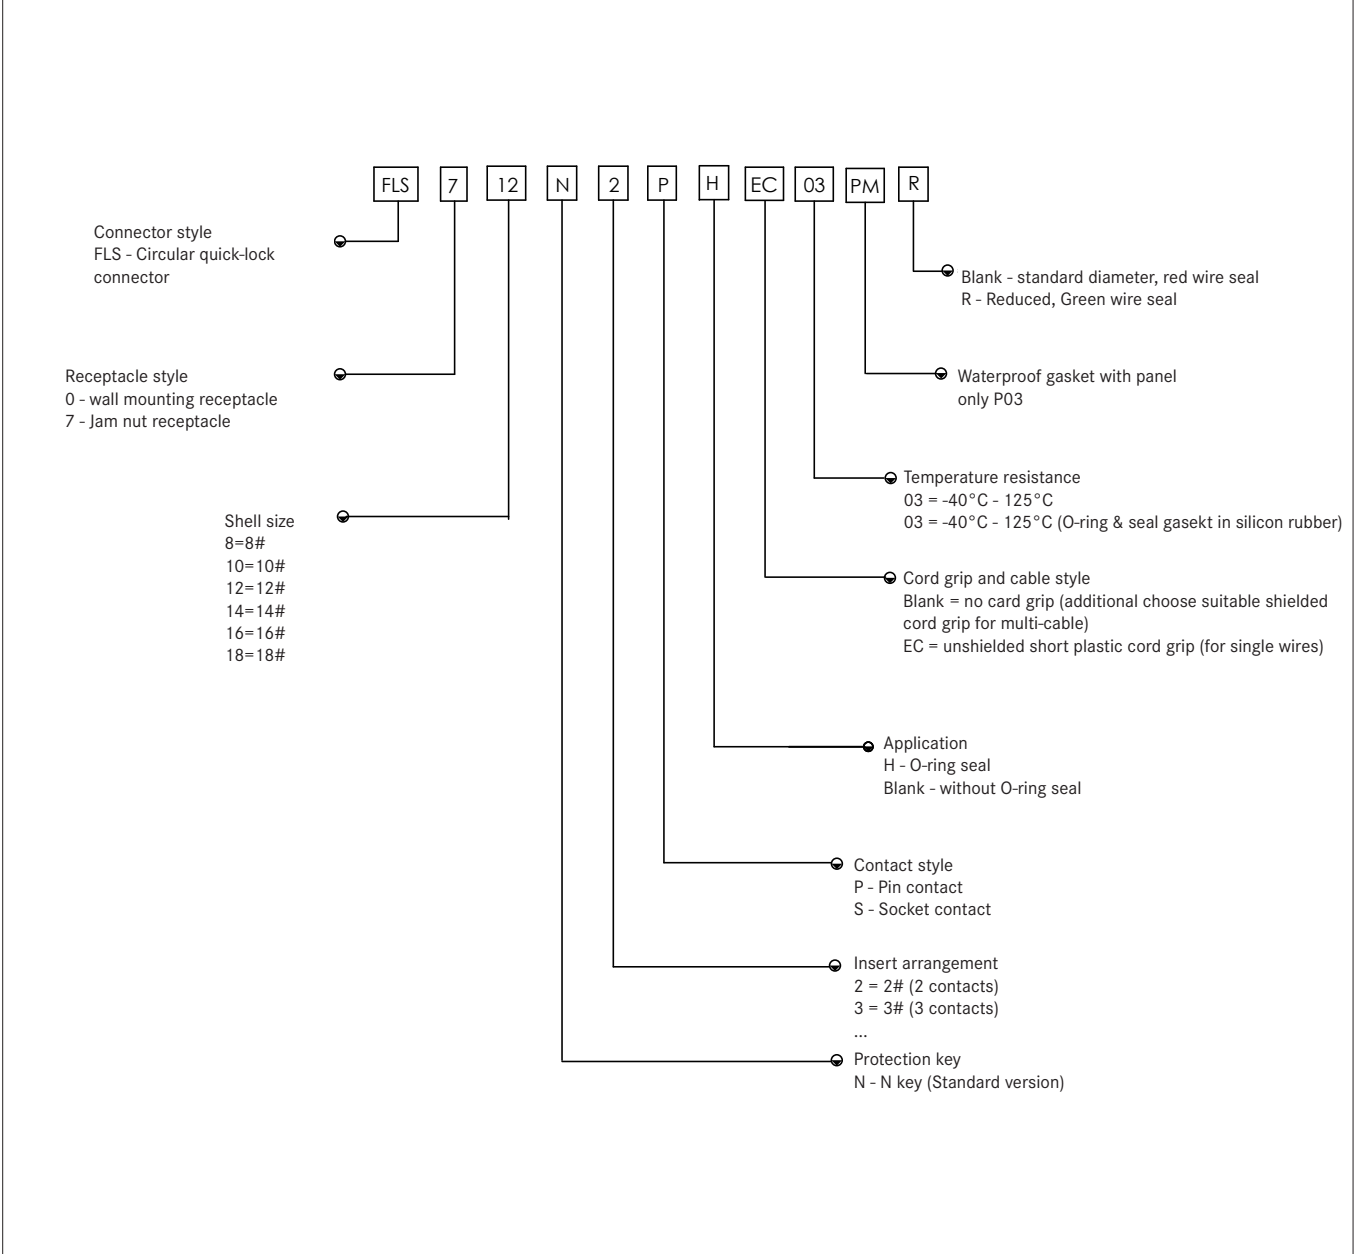 FLS 7 12 N 2 P H EC 03 PM R
Connector style
FLS - Circular quick-lock
connector
Blank - standard diameter, red wire seal
R - Reduced, Green wire seal
Receptacle style
0 - wall mounting receptacle
7 - Jam nut receptacle
Waterproof gasket with panel
only P03
Temperature resistance
03 = -40°C - 125°C
03 = -40°C - 125°C (O-ring & seal gasekt in silicon rubber)
Shell size
8=8#
10=10#
12=12#
14=14#
16=16#
18=18#
Cord grip and cable style
Blank = no card grip (additional choose suitable shielded
cord grip for multi-cable)
EC = unshielded short plastic cord grip (for single wires)
Application
H - O-ring seal
Blank - without O-ring seal
Contact style
P - Pin contact
S - Socket contact
Insert arrangement
2 = 2# (2 contacts)
3 = 3# (3 contacts)
...
Protection key
N - N key (Standard version)